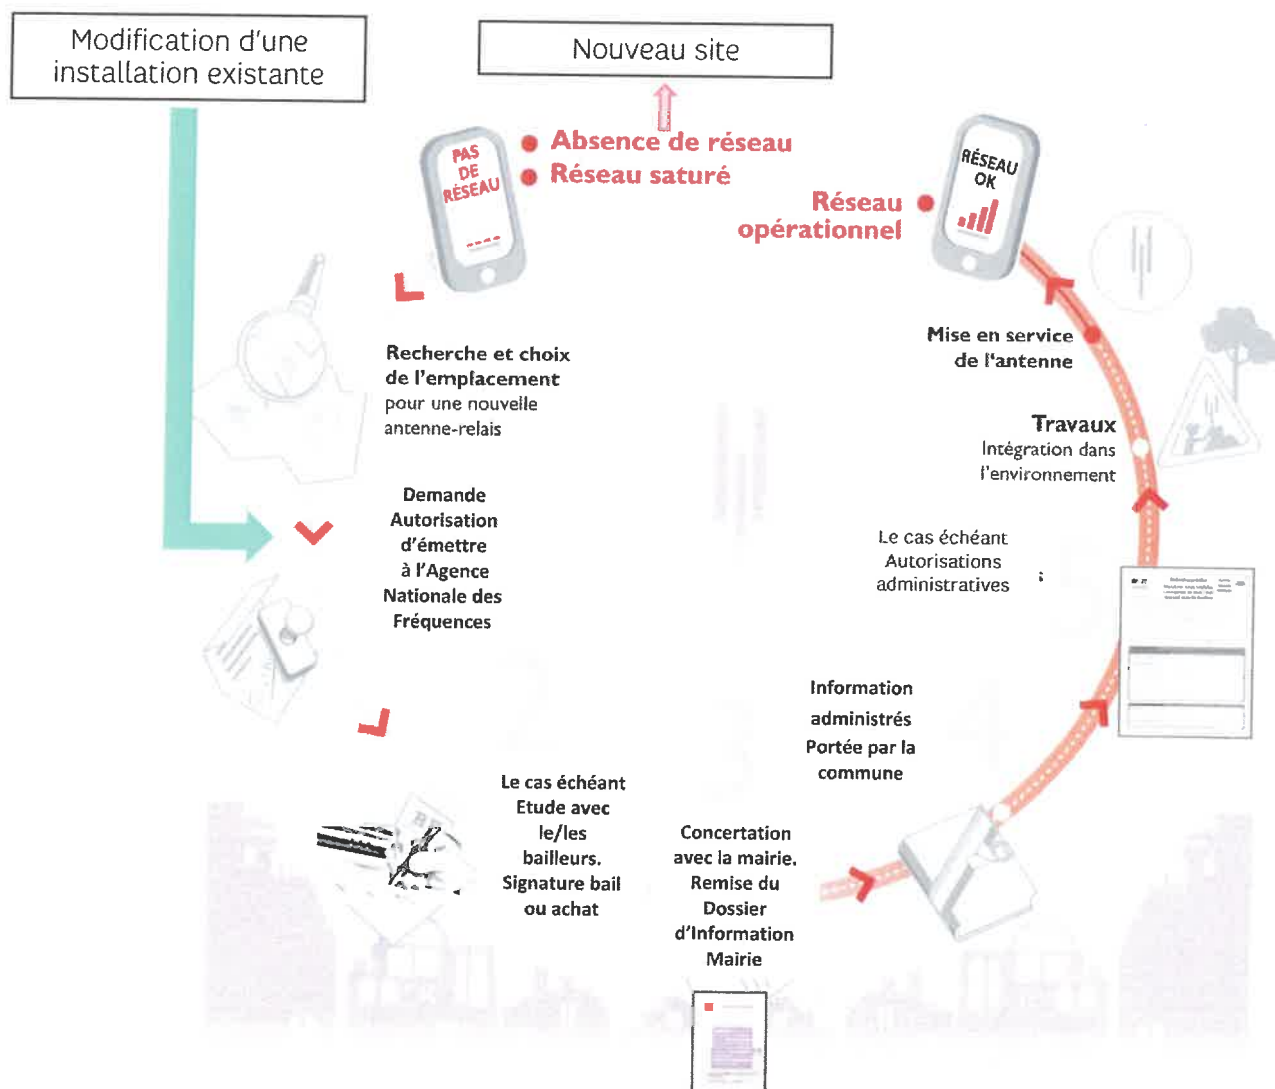 Modification d'une
installation existante
Nouveau site
PAS
DE
RÉSEAU
Absence de réseau
Réseau saturé
RÉSEAU
OK
Réseau
opérationnel
Recherche et choix
de l'emplacement
pour une nouvelle
antenne-relais
Demande
Autorisation
d'émettre
à l'Agence
Nationale des
Fréquences
Le cas échéant
Etude avec
le/les
bailleurs.
Signature bail
ou achat
Concertation
avec la mairie.
Remise du
Dossier
d'Information
Mairie
Information
administrés
Portée par la
commune
Le cas échéant
Autorisations
administratives ;
Travaux
Intégration dans
l'environnement
Mise en service
de l'antenne